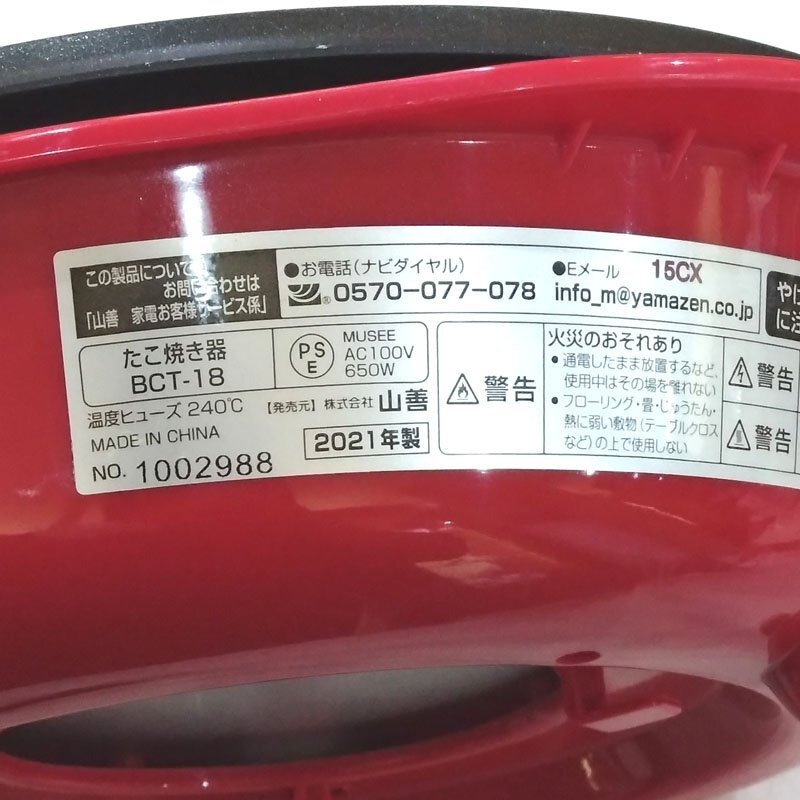 この製品について
お問い合わせは
「山善 家電お客様サービス係」
●お電話(ナビダイヤル)
0570-077-078
●Eメール 15CX
info_m@yamazen.co.jp
たこ焼き器
BCT-18
PS
E
MUSEE
AC100V
650W
温度ヒューズ 240℃
【発売元】株式会社 山善
MADE IN CHINA
2021年製
NO. 1002988
警告
火災のおそれあり
・通電したまま放置するなど、
使用中はその場を離れない
・フローリング・畳・じゅうたん・
熱に弱い敷物(テーブルクロス
など)の上で使用しない
警告
警告
やけ
に注